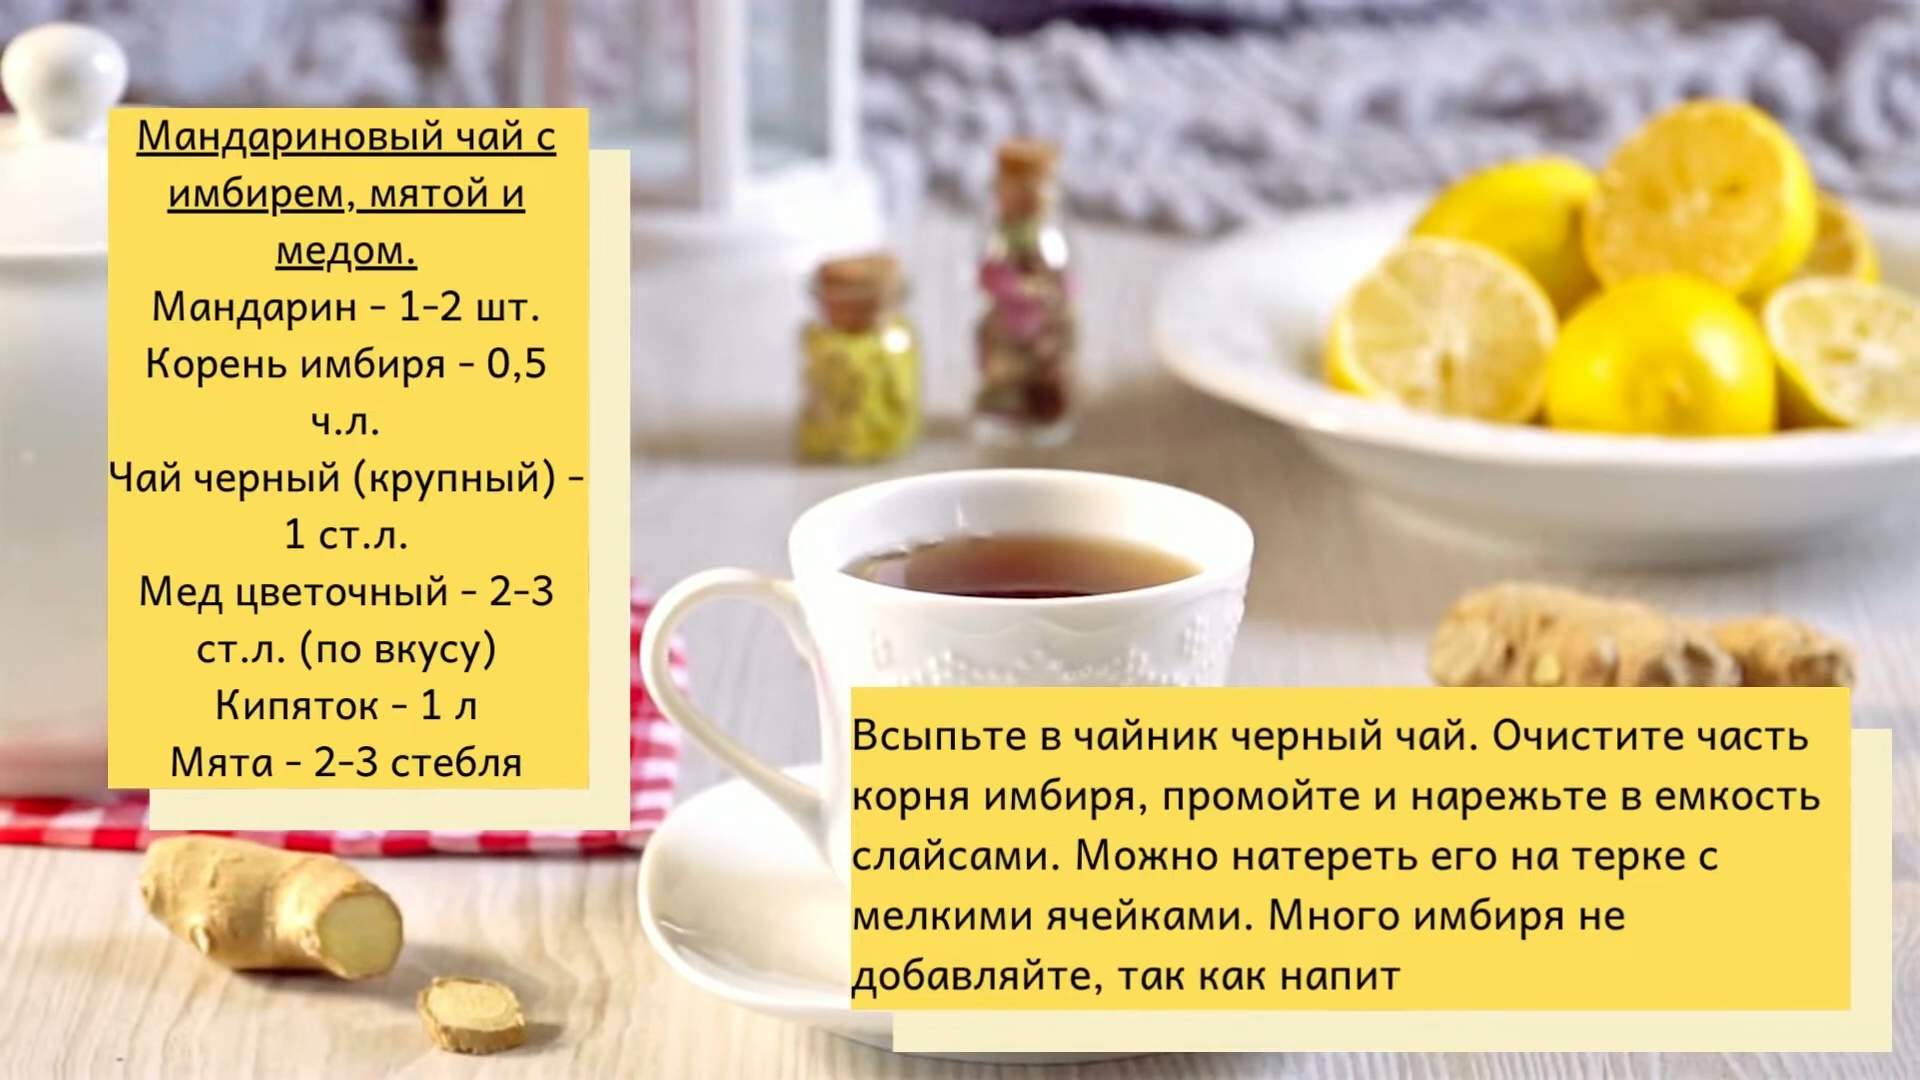 Мандариновый чай с
имбирем, мятой и
медом.
Мандарин - 1-2 шт.
Корень имбиря - 0,5
ч.л.
Чай черный (крупный) -
1 ст.л.
Мед цветочный - 2-3
ст.л. (по вкусу)
Кипяток - 1 л
Мята - 2-3 стебля
Всыпьте в чайник черный чай. Очистите часть
корня имбиря, промойте и нарежьте в емкость
слайсами. Можно натереть его на терке с
мелкими ячейками. Много имбиря не
добавляйте, так как напит